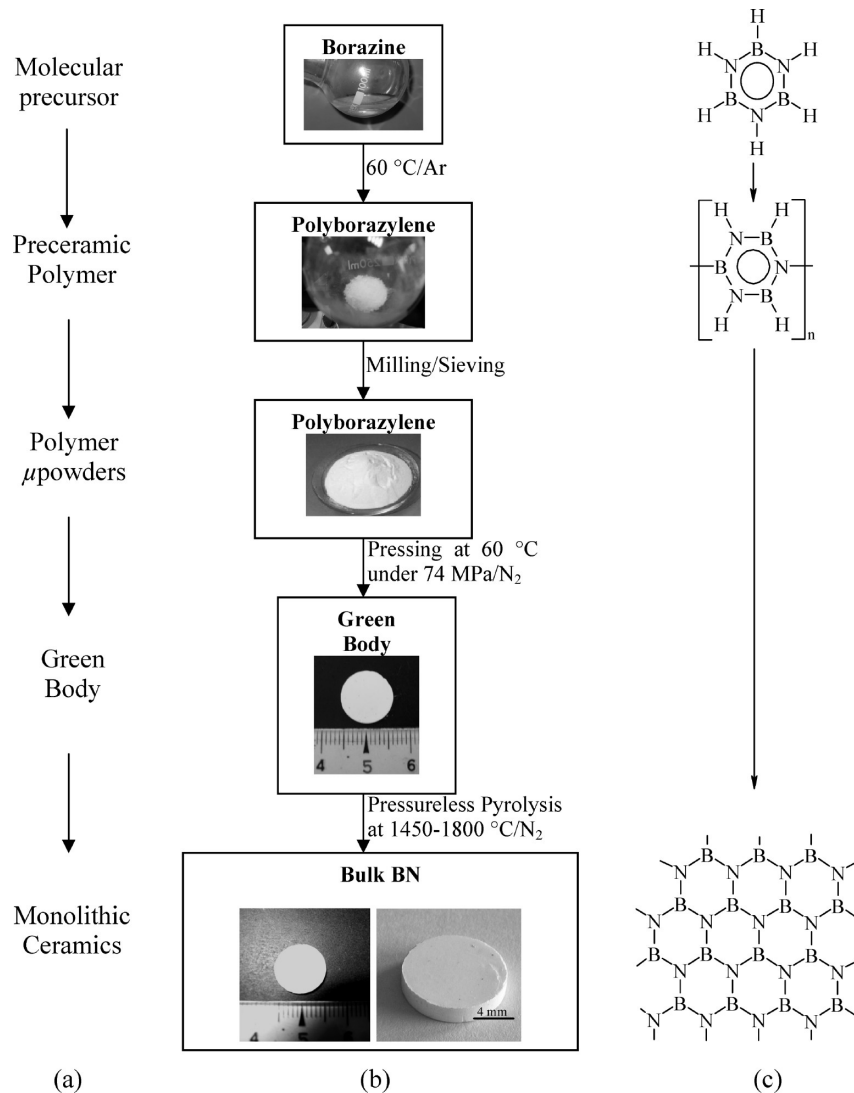 Molecular
precursor
Preceramic
Polymer
Polymer
µpowders
Green
Body
Monolithic
Ceramics
(a)
Borazine
60 °C/Ar
Polyborazylene
Milling/Sieving
Polyborazylene
Pressing at 60 °C
under 74 MPa/N₂
Green
Body
4 5 6
Pressureless Pyrolysis
at 1450-1800 °C/N₂
Bulk BN
4 5 6
4 mm
(b)
H
H B H
N N
B B
H N H
H
H H
N B
B N
N B
H H
n
B B B
N N N N
B B B
N N N N
B B B B
N N N
B B B B
N N N
B B B
N N N N
(c)